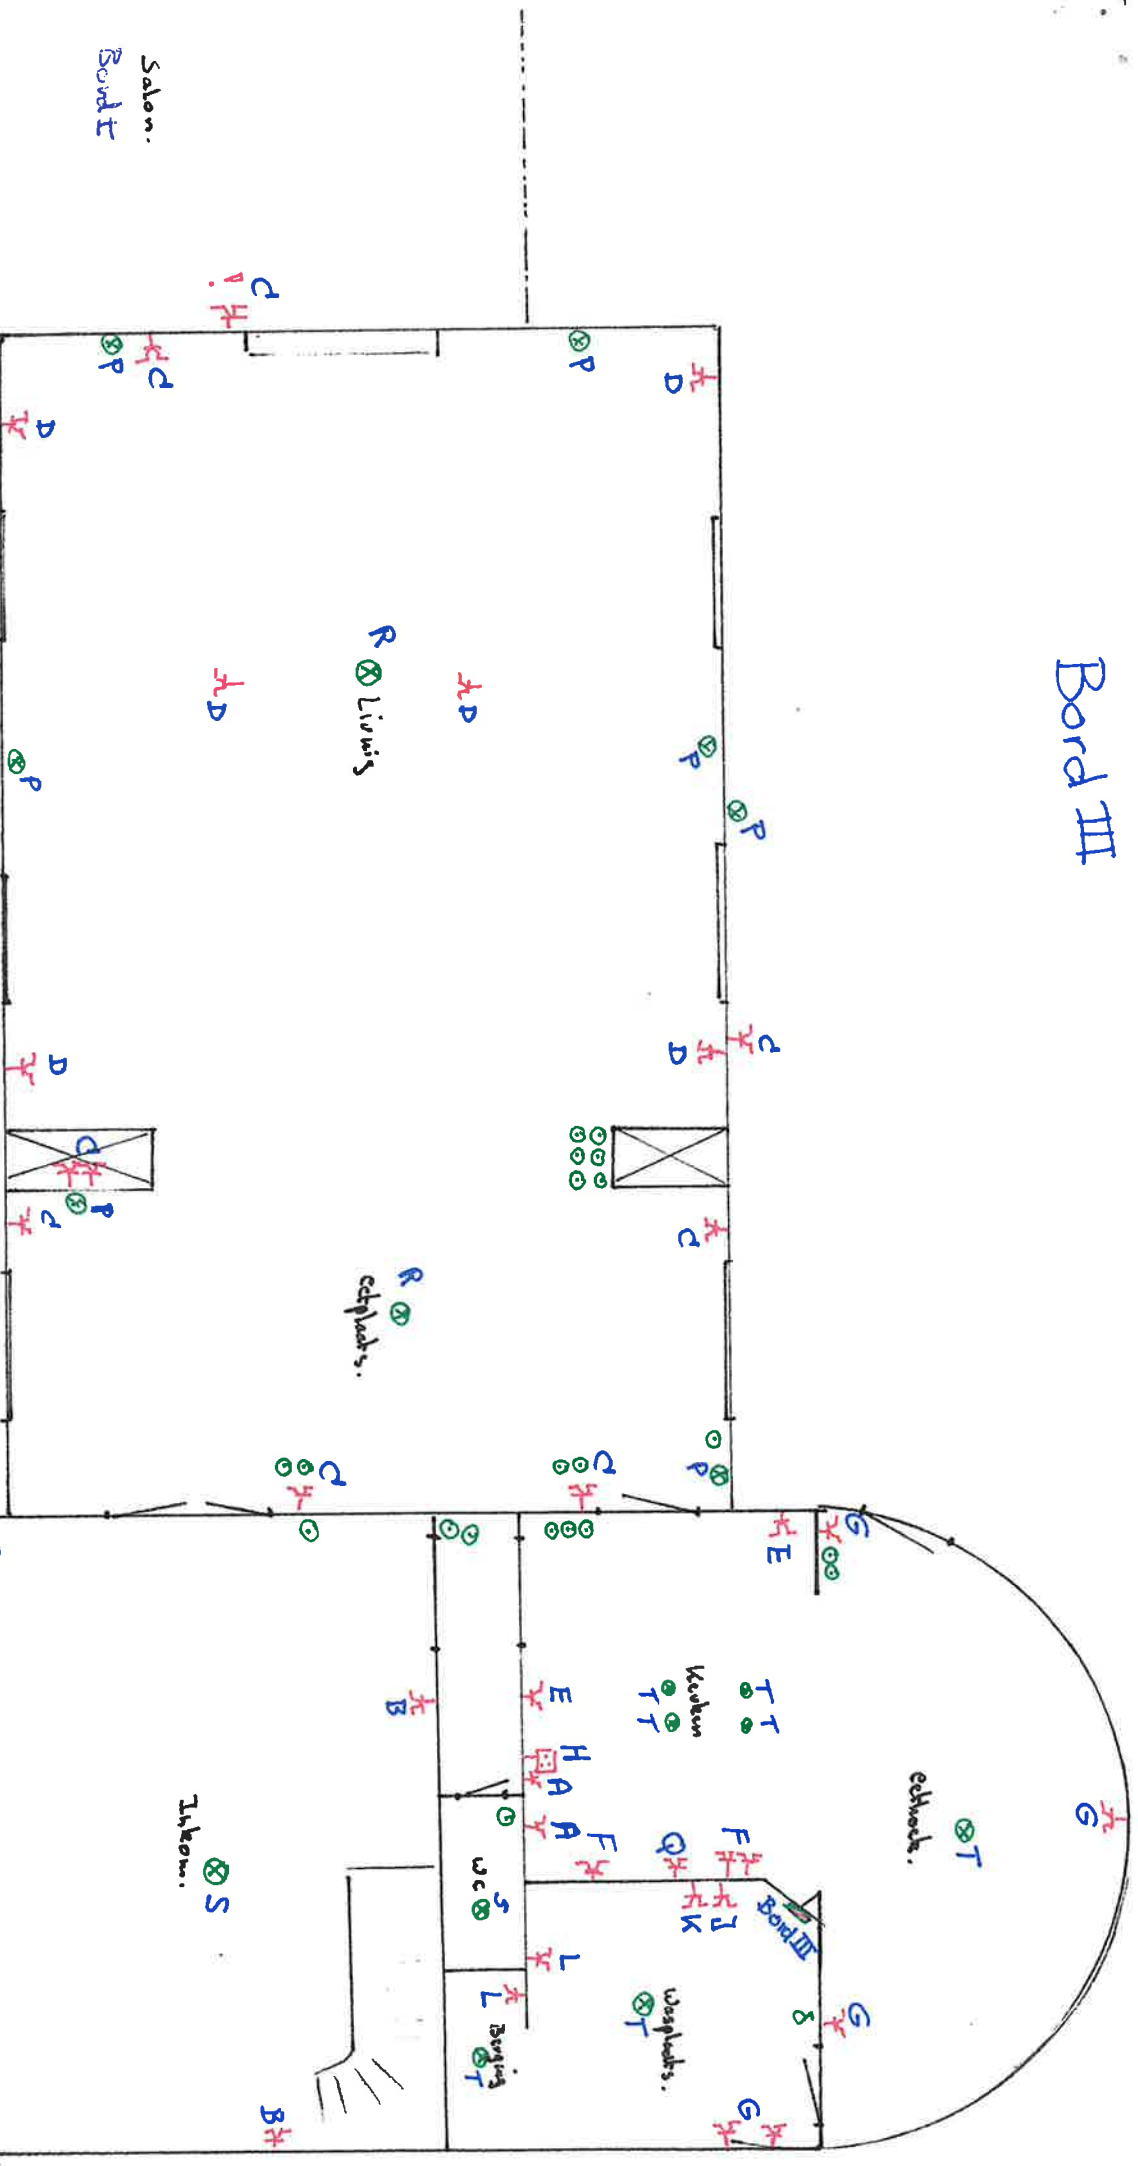 Bord III
Salon.
Bord I
C
P
C
P
D
D
R
Living
D
D
P
P
P
C
D
D
C
P
C
C
R
eetplaats.
C
C
P
E
G
Keuken
T T
T T
E
H
A
A
F
Q
F
B
eethoek.
T
G
G
Bord III
K
J
L
L
WC
S
Inkom.
S
Berging
T
Wasplaats.
T
G
B